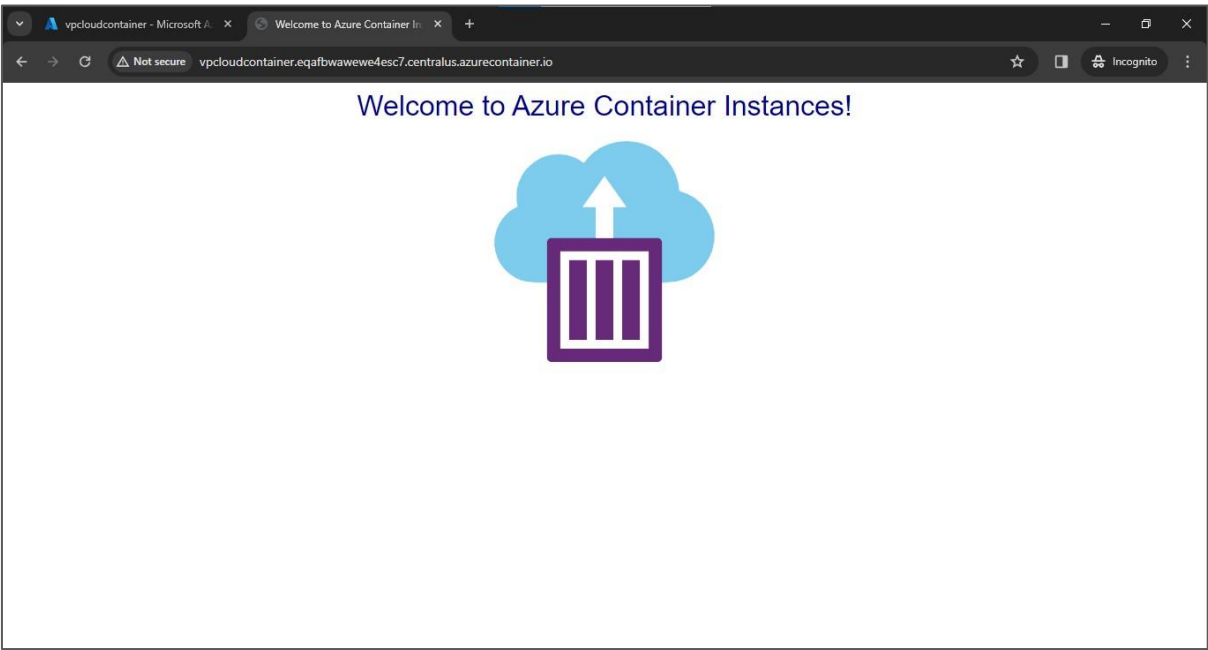 vpcloudcontainer - Microsoft A
Welcome to Azure Container In
Not secure
vpcloudcontainer.eqafbwawewe4esc7.centralus.azurecontainer.io
Incognito
Welcome to Azure Container Instances!